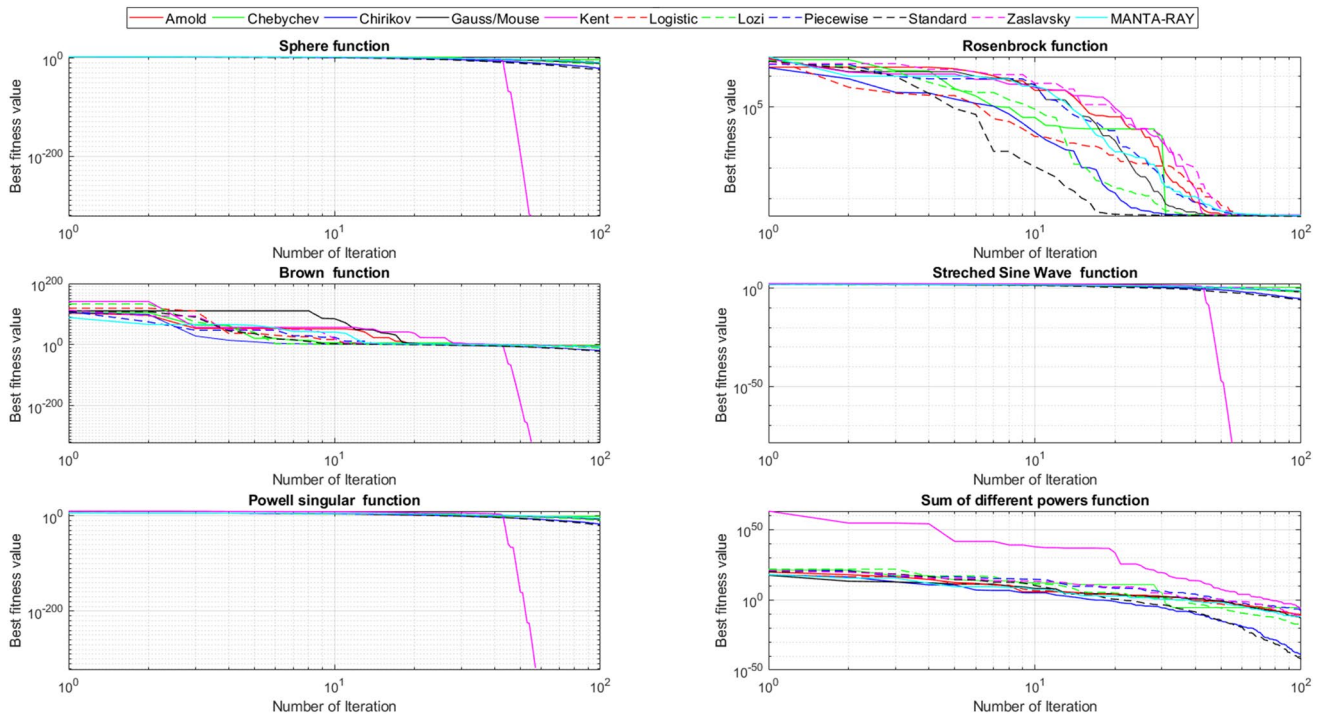 Arnold Chebychev Chirikov Gauss/Mouse Kent Logistic Lozi Piecewise Standard Zaslavsky MANTA-RAY
Sphere function
Best fitness value
10^0
10^-200
10^0 10^1 10^2
Number of Iteration
Rosenbrock function
Best fitness value
10^5
10^0 10^1 10^2
Number of Iteration
Brown function
Best fitness value
10^200
10^0
10^-200
10^0 10^1 10^2
Number of Iteration
Streched Sine Wave function
Best fitness value
10^0
10^-50
10^0 10^1 10^2
Number of Iteration
Powell singular function
Best fitness value
10^0
10^-200
10^0 10^1 10^2
Number of Iteration
Sum of different powers function
Best fitness value
10^50
10^0
10^-50
10^0 10^1 10^2
Number of Iteration